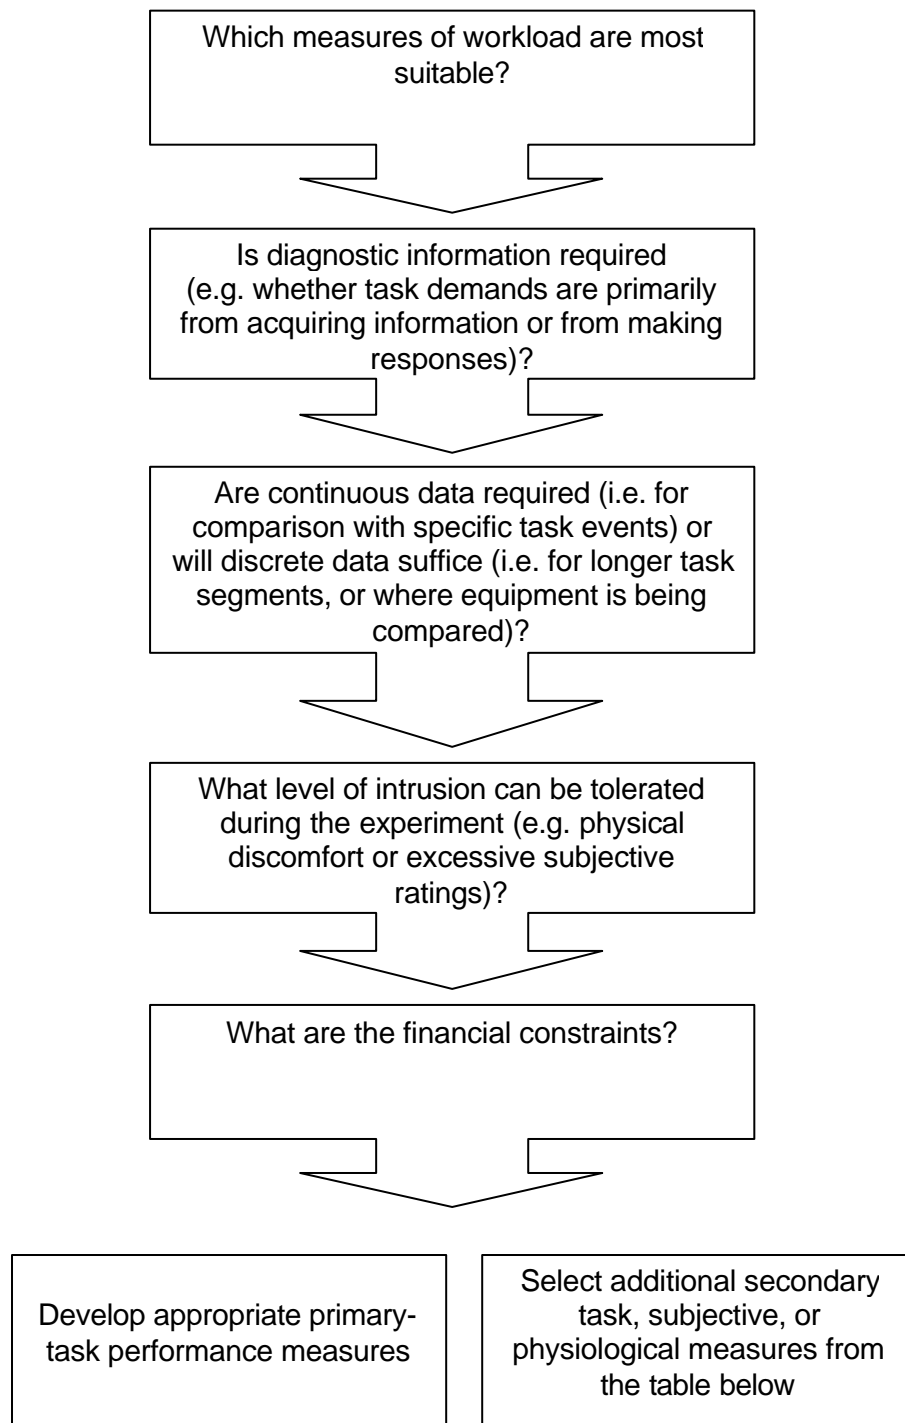 Which measures of workload are most
suitable?
Is diagnostic information required
(e.g. whether task demands are primarily
from acquiring information or from making
responses)?
Are continuous data required (i.e. for
comparison with specific task events) or
will discrete data suffice (i.e. for longer task
segments, or where equipment is being
compared)?
What level of intrusion can be tolerated
during the experiment (e.g. physical
discomfort or excessive subjective
ratings)?
What are the financial constraints?
Develop appropriate primary-
task performance measures
Select additional secondary
task, subjective, or
physiological measures from
the table below